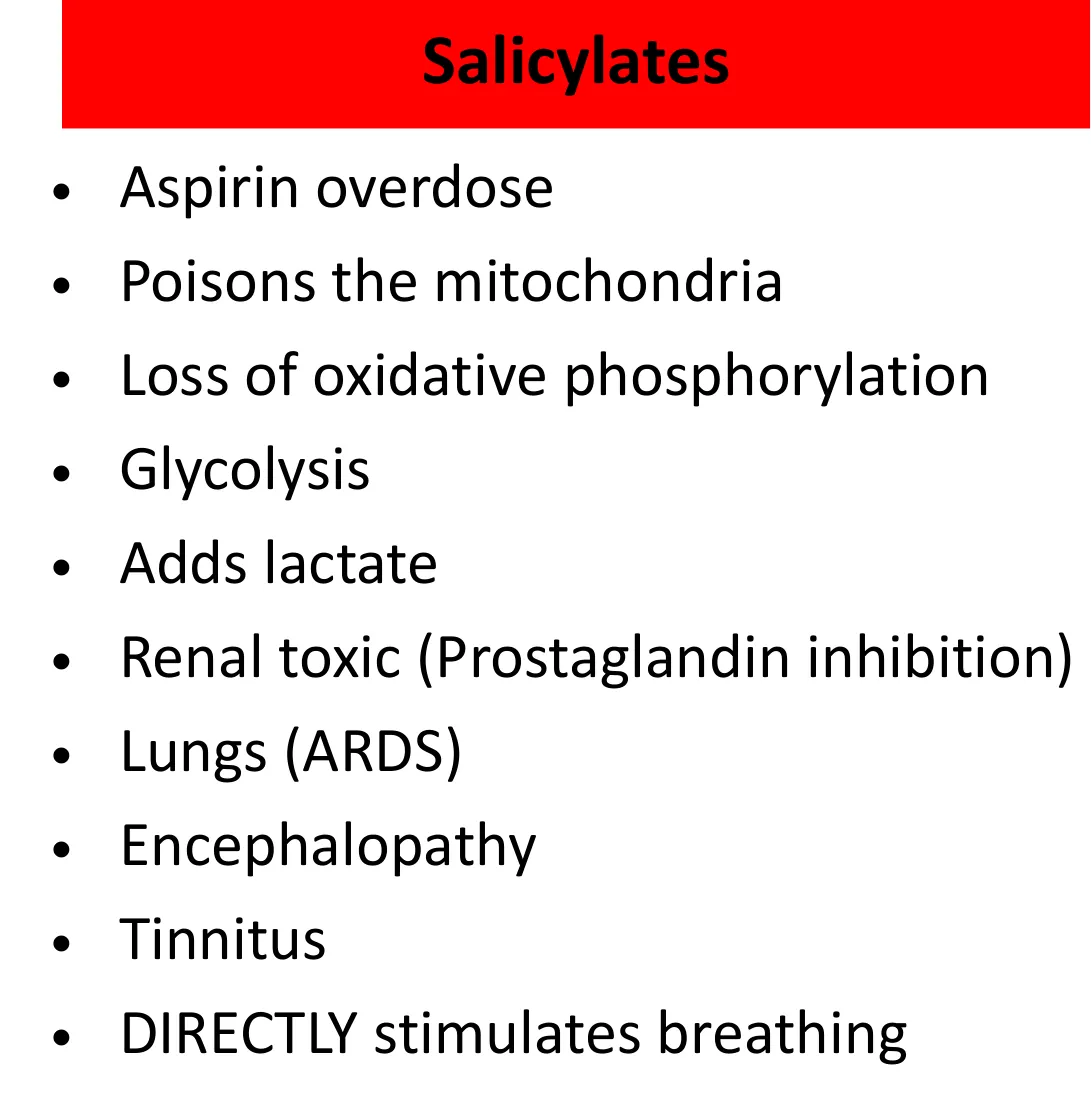 Salicylates
• Aspirin overdose
• Poisons the mitochondria
• Loss of oxidative phosphorylation
• Glycolysis
• Adds lactate
• Renal toxic (Prostaglandin inhibition)
• Lungs (ARDS)
• Encephalopathy
• Tinnitus
• DIRECTLY stimulates breathing